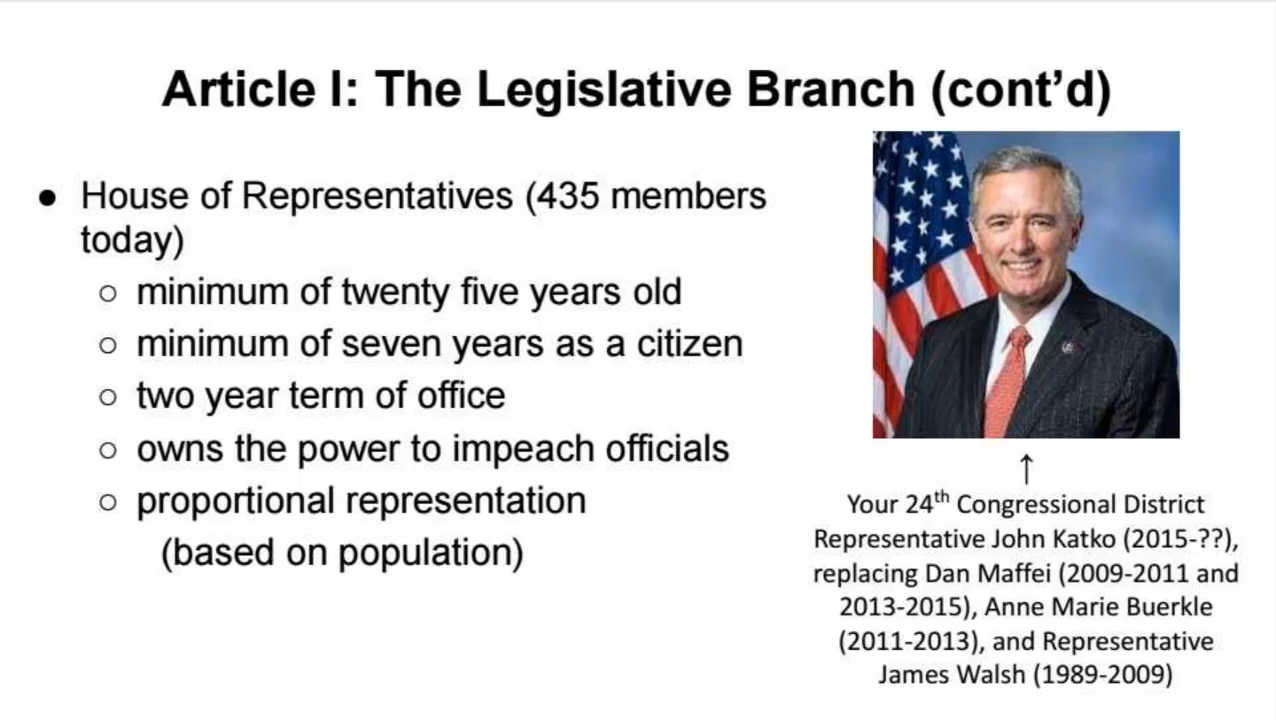 Article I: The Legislative Branch (cont’d)
● House of Representatives (435 members
today)
○ minimum of twenty five years old
○ minimum of seven years as a citizen
○ two year term of office
○ owns the power to impeach officials
○ proportional representation
(based on population)
↑
Your 24th Congressional District
Representative John Katko (2015-??),
replacing Dan Maffei (2009-2011 and
2013-2015), Anne Marie Buerkle
(2011-2013), and Representative
James Walsh (1989-2009)